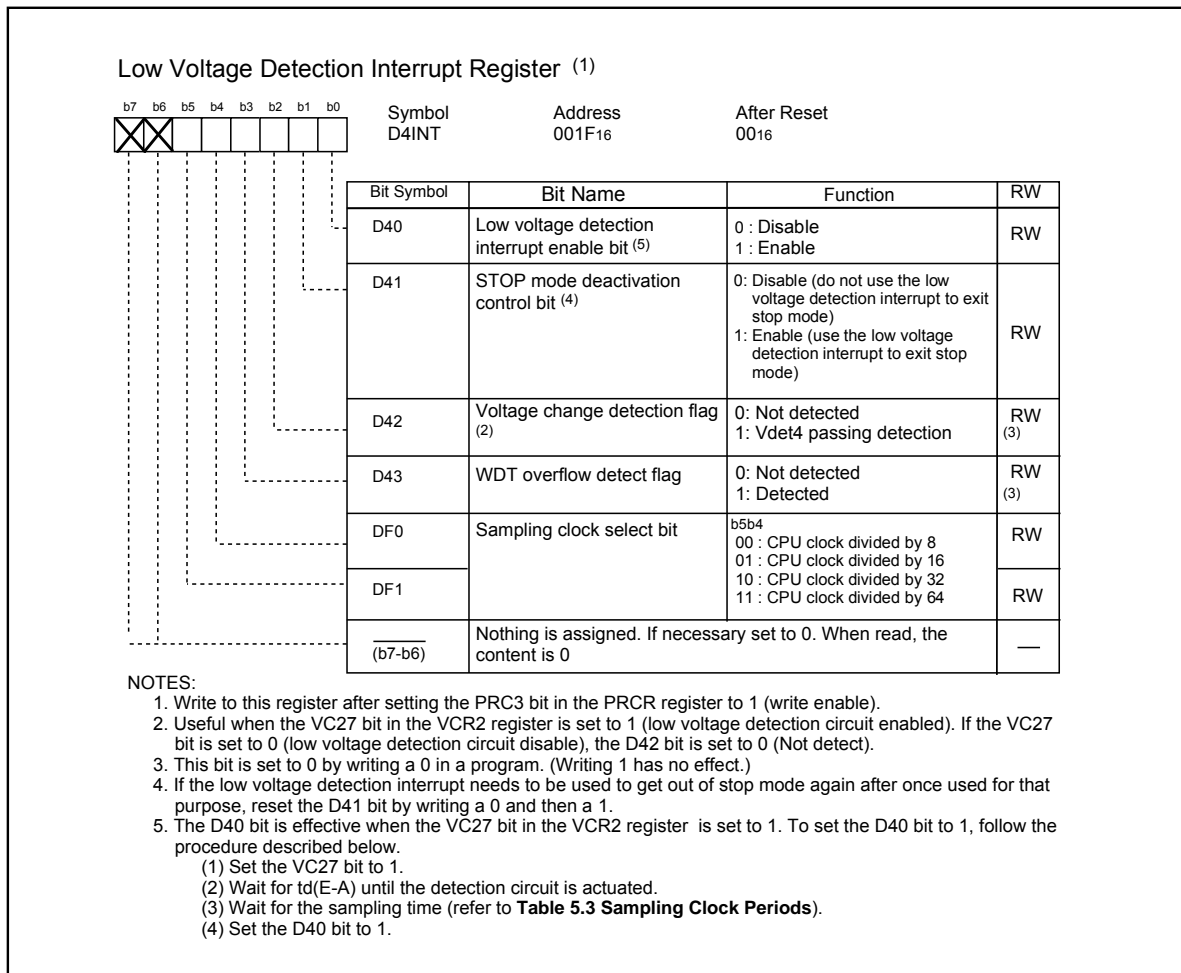 Low Voltage Detection Interrupt Register (1)
b7 b6 b5 b4 b3 b2 b1 b0
Symbol Address After Reset
D4INT 001F16 0016
Bit Symbol Bit Name Function RW
D40 Low voltage detection interrupt enable bit (5) 0 : Disable
1 : Enable RW
D41 STOP mode deactivation control bit (4) 0: Disable (do not use the low
voltage detection interrupt to exit
stop mode)
1: Enable (use the low voltage
detection interrupt to exit stop
mode) RW
D42 Voltage change detection flag (2) 0: Not detected
1: Vdet4 passing detection RW (3)
D43 WDT overflow detect flag 0: Not detected
1: Detected RW (3)
DF0 Sampling clock select bit b5b4
00 : CPU clock divided by 8 RW
01 : CPU clock divided by 16
DF1 10 : CPU clock divided by 32
11 : CPU clock divided by 64 RW
(b7-b6) Nothing is assigned. If necessary set to 0. When read, the
content is 0 —
NOTES:
1. Write to this register after setting the PRC3 bit in the PRCR register to 1 (write enable).
2. Useful when the VC27 bit in the VCR2 register is set to 1 (low voltage detection circuit enabled). If the VC27
bit is set to 0 (low voltage detection circuit disable), the D42 bit is set to 0 (Not detect).
3. This bit is set to 0 by writing a 0 in a program. (Writing 1 has no effect.)
4. If the low voltage detection interrupt needs to be used to get out of stop mode again after once used for that
purpose, reset the D41 bit by writing a 0 and then a 1.
5. The D40 bit is effective when the VC27 bit in the VCR2 register is set to 1. To set the D40 bit to 1, follow the
procedure described below.
(1) Set the VC27 bit to 1.
(2) Wait for td(E-A) until the detection circuit is actuated.
(3) Wait for the sampling time (refer to Table 5.3 Sampling Clock Periods).
(4) Set the D40 bit to 1.